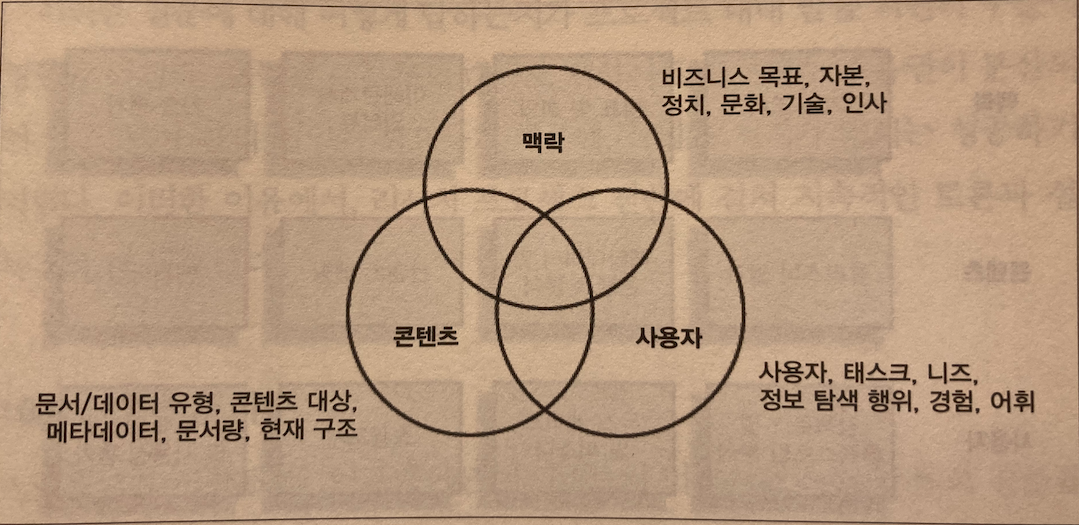 비즈니스 목표, 자본,
정치, 문화, 기술, 인사
맥락
콘텐츠
사용자
사용자, 태스크, 니즈,
정보 탐색 행위, 경험, 어휘
문서/데이터 유형, 콘텐츠 대상,
메타데이터, 문서량, 현재 구조